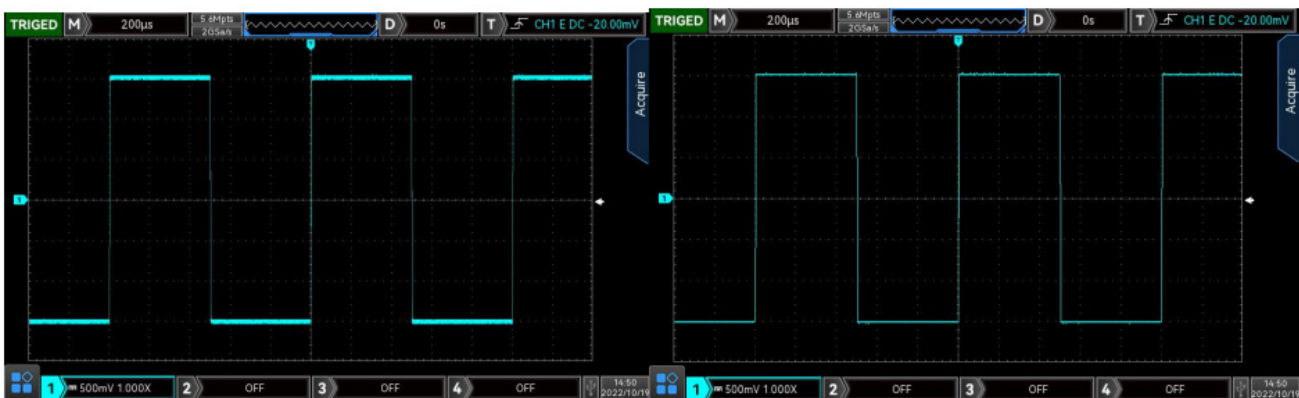 TRIGED M 200μs 5.6Mpts 2GSa/s D 0s T CH1 E DC -20.00mV
T
Acquire
1
1 500mV 1.000X 2 OFF 3 OFF 4 OFF 14:50 2022/10/19
TRIGED M 200μs 5.6Mpts 2GSa/s D 0s T CH1 E DC -20.00mV
T
Acquire
1
1 500mV 1.000X 2 OFF 3 OFF 4 OFF 14:50 2022/10/19